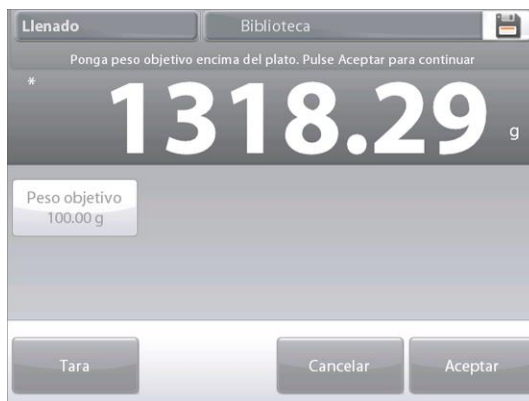 Llenado Biblioteca
Ponga peso objetivo encima del plato. Pulse Aceptar para continuar
* 1318.29 g
Peso objetivo
100.00 g
Tara Cancelar Aceptar